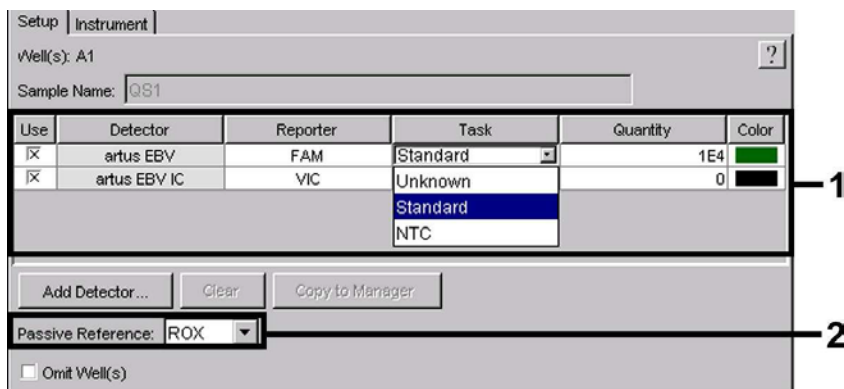 Setup Instrument
Well(s): A1
?
Sample Name: QS1
Use Detector Reporter Task Quantity Color
artus EBV FAM Standard 1E4
artus EBV IC VIC Unknown 0
Standard
NTC
1
Add Detector... Clear Copy to Manager
Passive Reference: ROX
2
Omit Well(s)